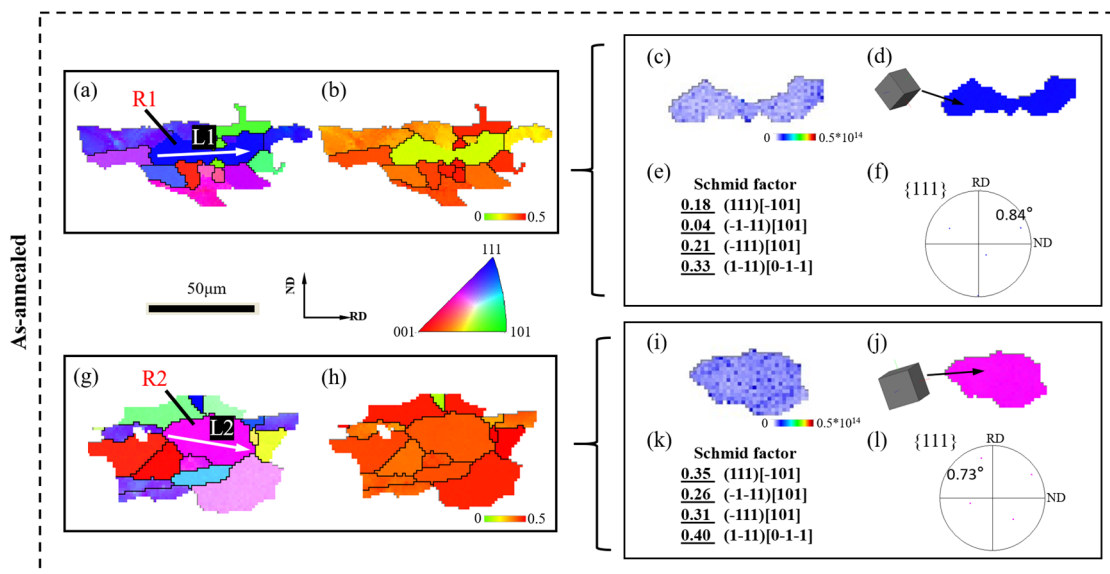 As-annealed
(a)
R1
L1
(b)
0 0.5
50μm
ND
RD
111
001
101
(g)
R2
L2
(h)
0 0.5
(c)
0 0.5*10^14
(d)
(e)
Schmid factor
0.18 (111)[-101]
0.04 (-1-11)[101]
0.21 (-111)[101]
0.33 (1-11)[0-1-1]
(f)
{111}
RD
0.84°
ND
(i)
0 0.5*10^14
(j)
(k)
Schmid factor
0.35 (111)[-101]
0.26 (-1-11)[101]
0.31 (-111)[101]
0.40 (1-11)[0-1-1]
(l)
{111}
RD
0.73°
ND